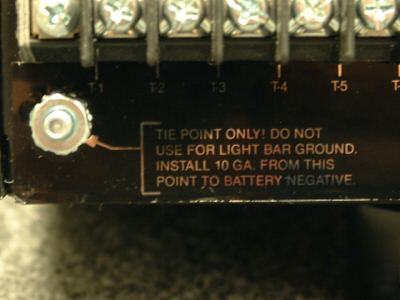 T-1 T-2 T-3 T-4 T-5
TIE POINT ONLY! DO NOT
USE FOR LIGHT BAR GROUND.
INSTALL 10 GA. FROM THIS
POINT TO BATTERY NEGATIVE.